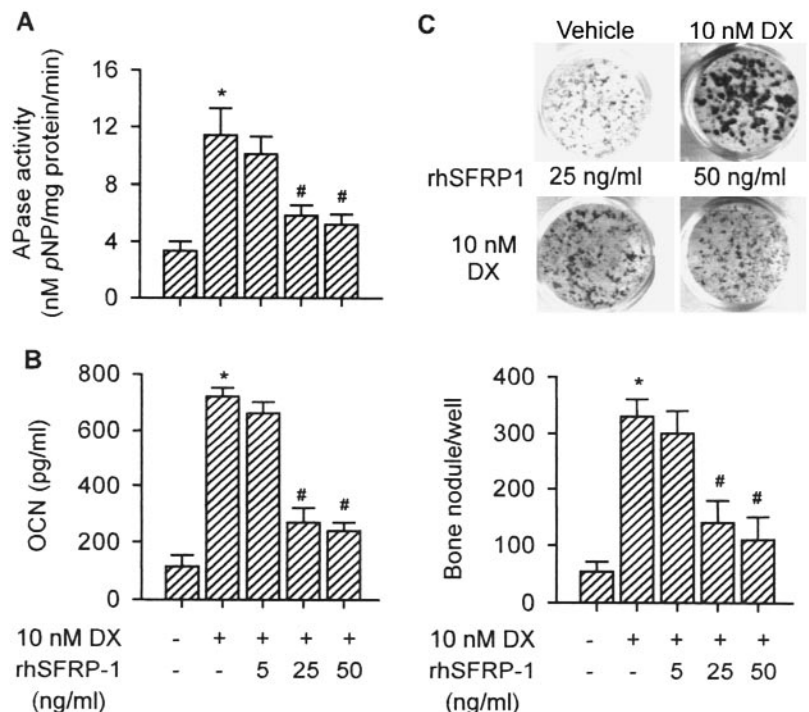 A
APase activity
(nM pNP/mg protein/min)
16
12
8
4
0
*
#
#
B
OCN (pg/ml)
800
600
400
200
0
*
#
#
10 nM DX - + + + +
rhSFRP-1 - - 5 25 50
(ng/ml)
C
Vehicle 10 nM DX
rhSFRP1 25 ng/ml 50 ng/ml
10 nM
DX
Bone nodule/well
400
300
200
100
0
*
#
#
10 nM DX - + + + +
rhSFRP-1 - - 5 25 50
(ng/ml)